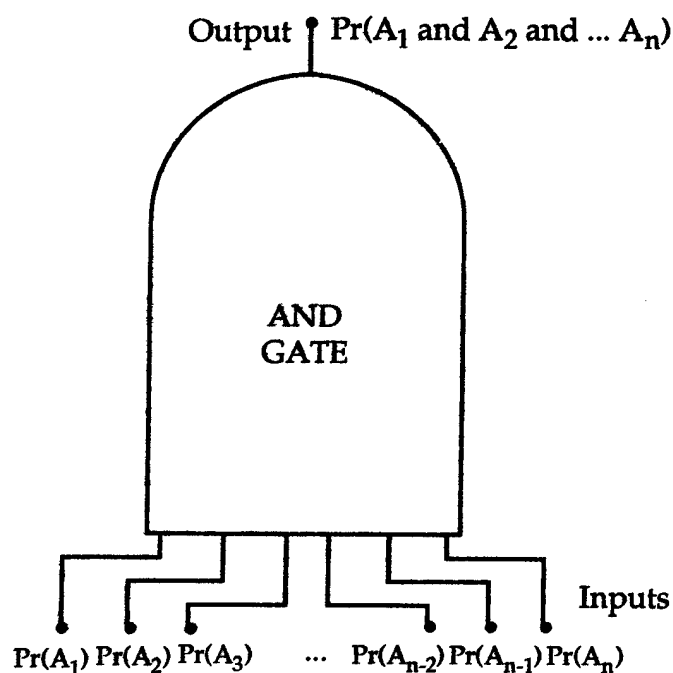 Output Pr(A₁ and A₂ and ... Aₙ)
AND
GATE
Inputs
Pr(A₁) Pr(A₂) Pr(A₃) ... Pr(Aₙ₋₂) Pr(Aₙ₋₁) Pr(Aₙ)